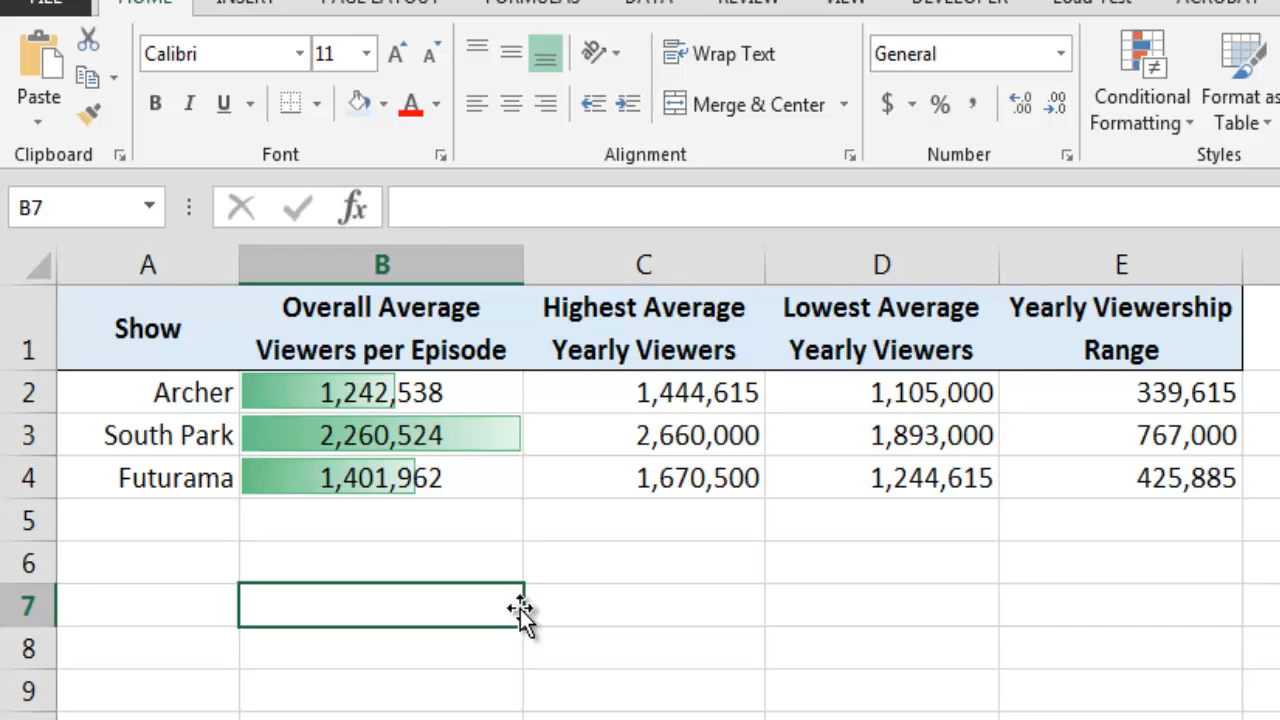 FILE HOME INSERT PAGE LAYOUT FORMULAS DATA REVIEW VIEW DEVELOPER Load Test ACROBAT
Calibri 11 A A Wrap Text General
Paste B I U A Merge & Center $ % , .00 .00 Conditional Formatting Format as Table
Clipboard Font Alignment Number Styles
B7 fx
A B C D E
1 Show Overall Average Viewers per Episode Highest Average Yearly Viewers Lowest Average Yearly Viewers Yearly Viewership Range
2 Archer 1,242,538 1,444,615 1,105,000 339,615
3 South Park 2,260,524 2,660,000 1,893,000 767,000
4 Futurama 1,401,962 1,670,500 1,244,615 425,885
5
6
7
8
9